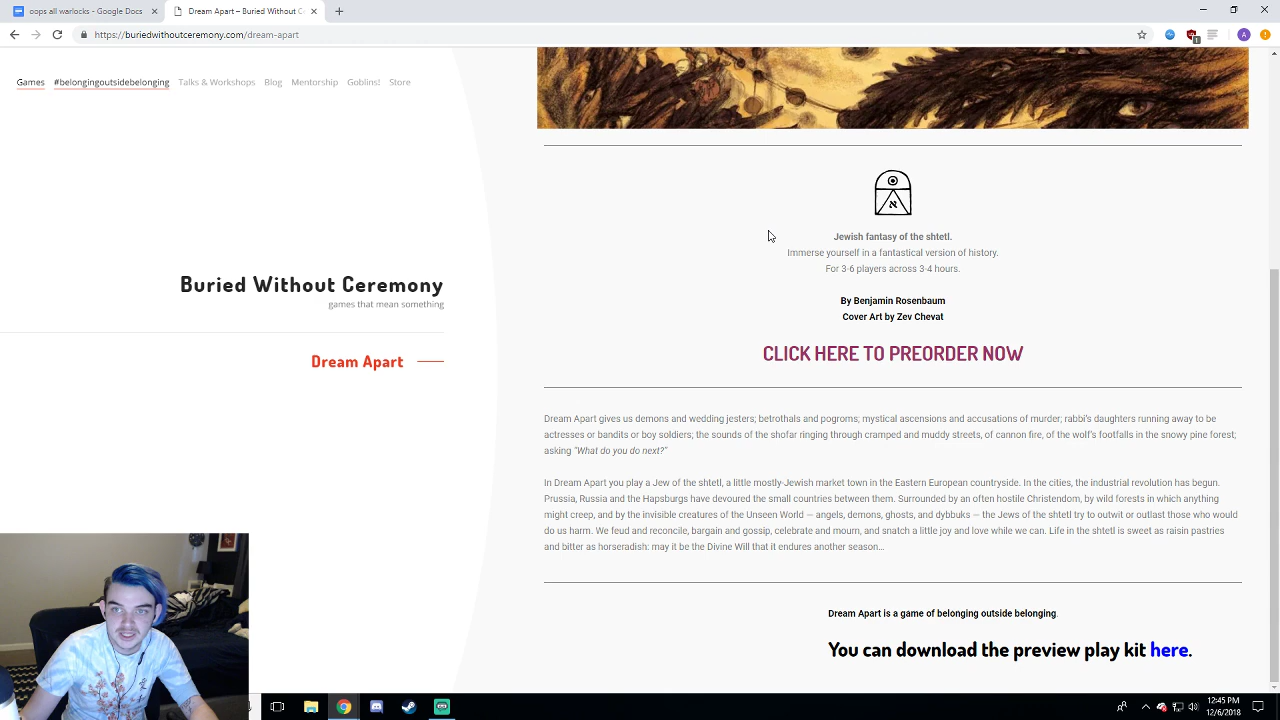 oops all warlocks - Google Docs
Dream Apart – Buried Without C
https://buriedwithoutceremony.com/dream-apart
A
1
Games #belongingoutsidebelonging Talks & Workshops Blog Mentorship Goblins! Store
Buried Without Ceremony
games that mean something
Dream Apart
א
Jewish fantasy of the shtetl.
Immerse yourself in a fantastical version of history.
For 3-6 players across 3-4 hours.
By Benjamin Rosenbaum
Cover Art by Zev Chevat
CLICK HERE TO PREORDER NOW
Dream Apart gives us demons and wedding jesters; betrothals and pogroms; mystical ascensions and accusations of murder; rabbi's daughters running away to be
actresses or bandits or boy soldiers; the sounds of the shofar ringing through cramped and muddy streets, of cannon fire, of the wolf's footfalls in the snowy pine forest;
asking "What do you do next?"
In Dream Apart you play a Jew of the shtetl, a little mostly-Jewish market town in the Eastern European countryside. In the cities, the industrial revolution has begun.
Prussia, Russia and the Hapsburgs have devoured the small countries between them. Surrounded by an often hostile Christendom, by wild forests in which anything
might creep, and by the invisible creatures of the Unseen World — angels, demons, ghosts, and dybbuks — the Jews of the shtetl try to outwit or outlast those who would
do us harm. We feud and reconcile, bargain and gossip, celebrate and mourn, and snatch a little joy and love while we can. Life in the shtetl is sweet as raisin pastries
and bitter as horseradish: may it be the Divine Will that it endures another season…
Dream Apart is a game of belonging outside belonging.
You can download the preview play kit here.
12:45 PM
12/6/2018